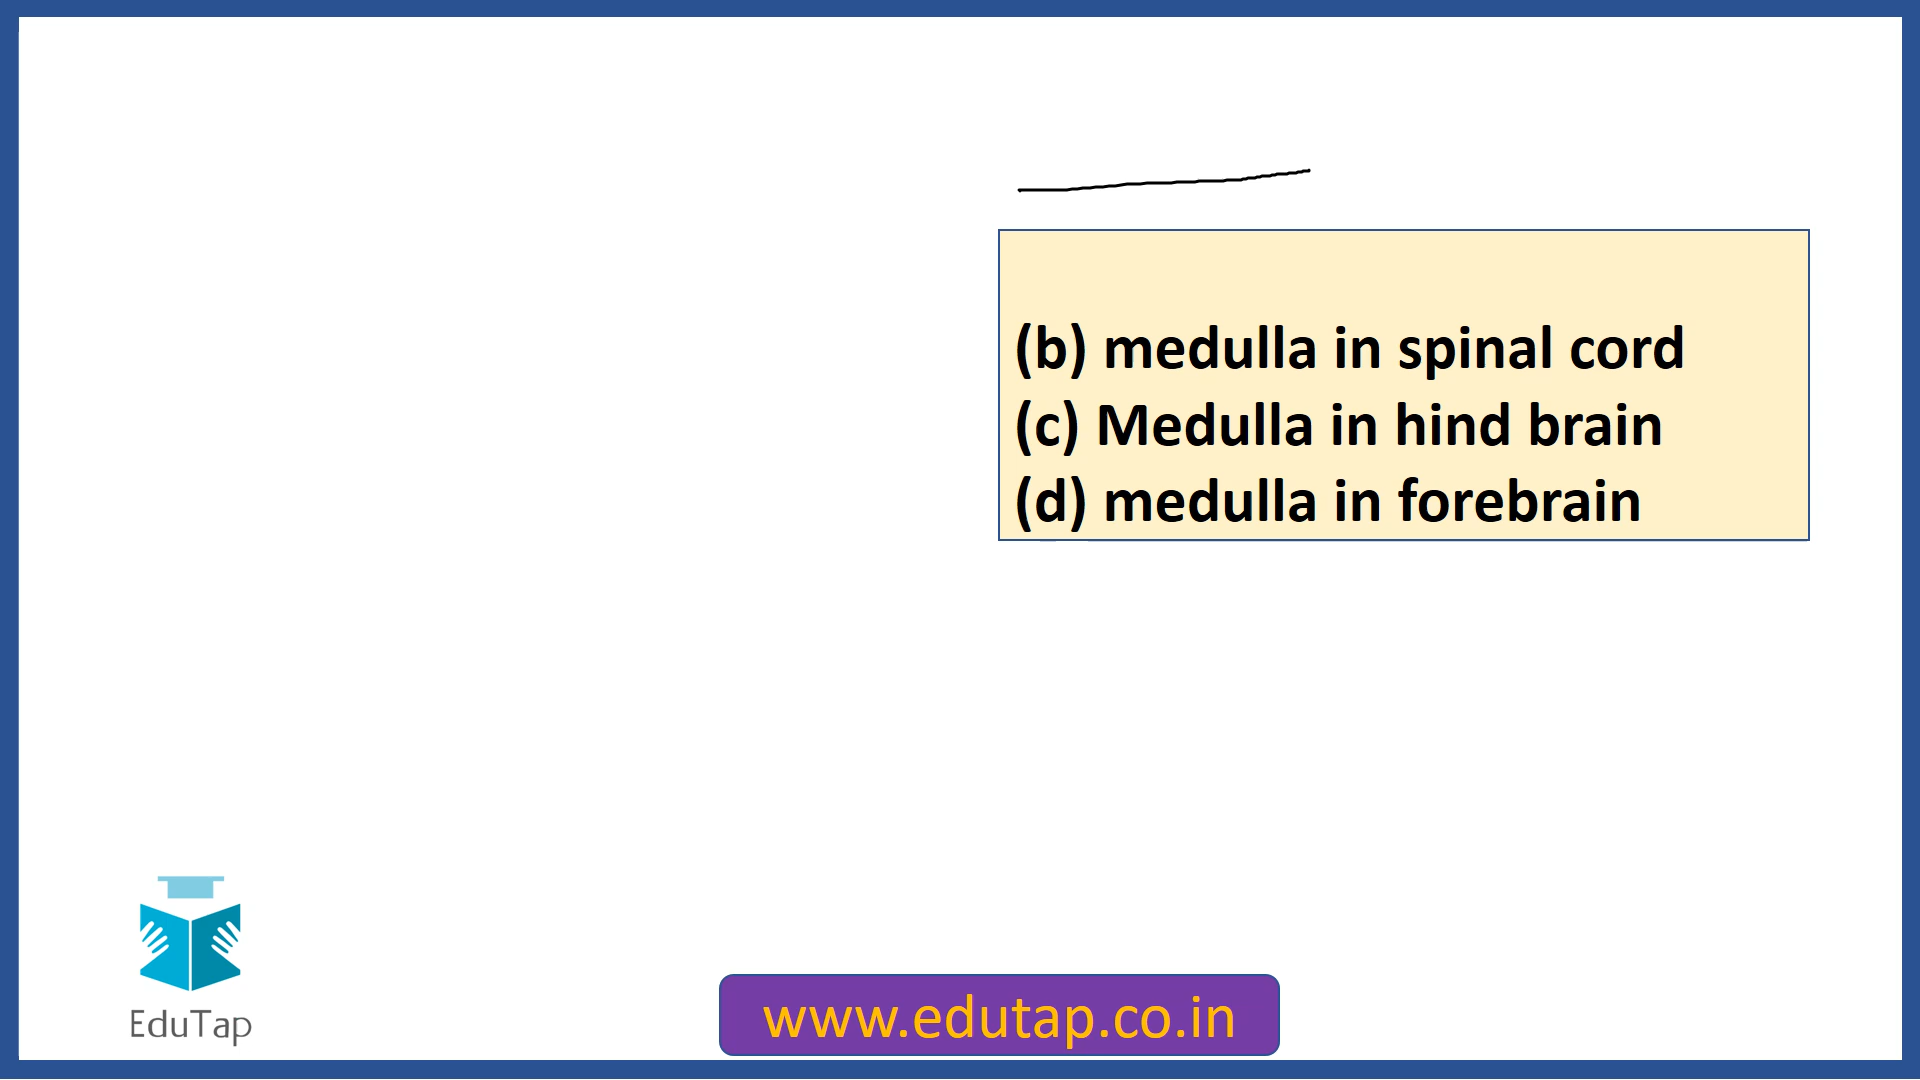 (b) medulla in spinal cord
(c) Medulla in hind brain
(d) medulla in forebrain
EduTap
www.edutap.co.in